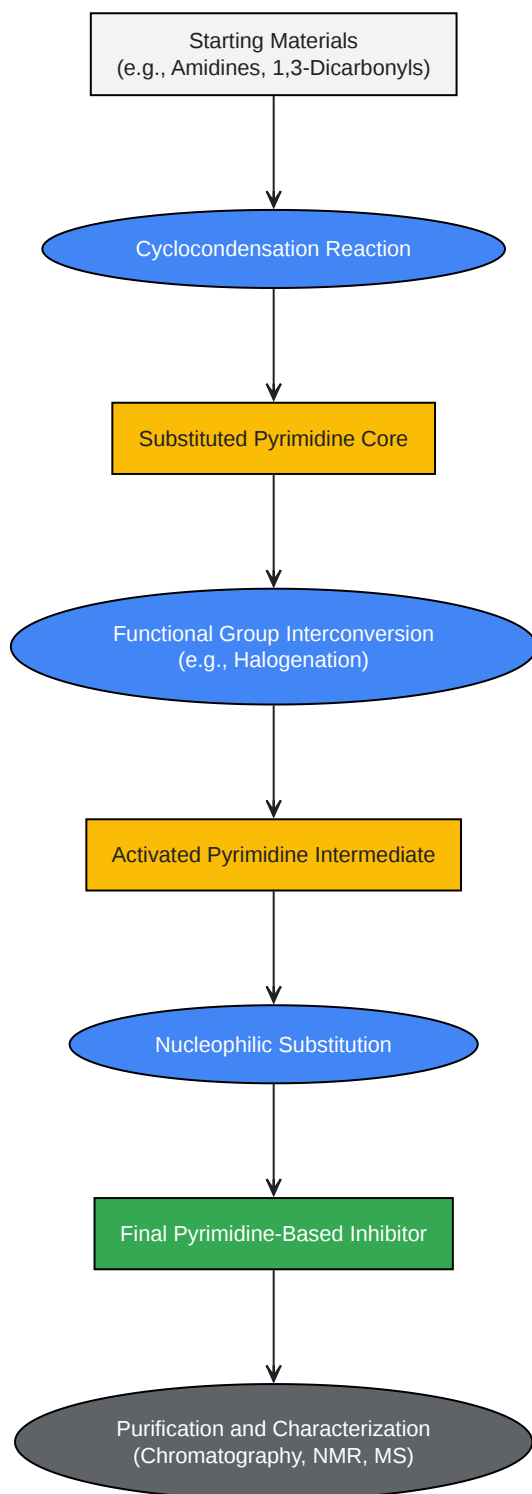 Starting Materials
(e.g., Amidines, 1,3-Dicarbonyls)
Cyclocondensation Reaction
Substituted Pyrimidine Core
Functional Group Interconversion
(e.g., Halogenation)
Activated Pyrimidine Intermediate
Nucleophilic Substitution
Final Pyrimidine-Based Inhibitor
Purification and Characterization
(Chromatography, NMR, MS)